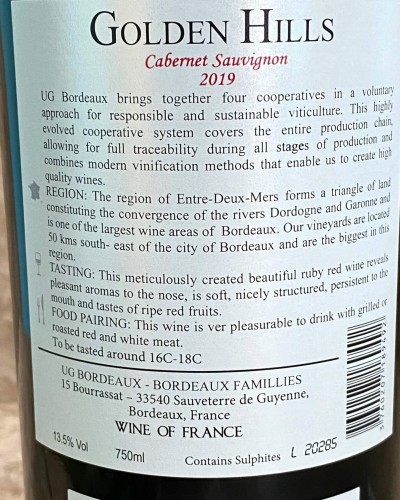 GOLDEN HILLS
Cabernet Sauvignon
2019
UG Bordeaux brings together four cooperatives in a voluntary
approach for responsible and sustainable viticulture. This highly
evolved cooperative system covers the entire production chain,
allowing for full traceability during all stages of production and
combines modern vinification methods that enable us to create high
quality wines.
REGION: The region of Entre-Deux-Mers forms a triangle of land
constituting the convergence of the rivers Dordogne and Garonne and
is one of the largest wine areas of Bordeaux. Our vineyards are located
50 kms south- east of the city of Bordeaux and are the biggest in this
region.
TASTING: This meticulously created beautiful ruby red wine reveals
pleasant aromas to the nose, is soft, nicely structured, persistent to the
mouth and tastes of ripe red fruits.
FOOD PAIRING: This wine is ver pleasurable to drink with grilled or
roasted red and white meat.
To be tasted around 16C-18C
UG BORDEAUX - BORDEAUX FAMILLIES
15 Bourrassat – 33540 Sauveterre de Guyenne,
Bordeaux, France
WINE OF FRANCE
13.5% Vol 750ml Contains Sulphites L 20285